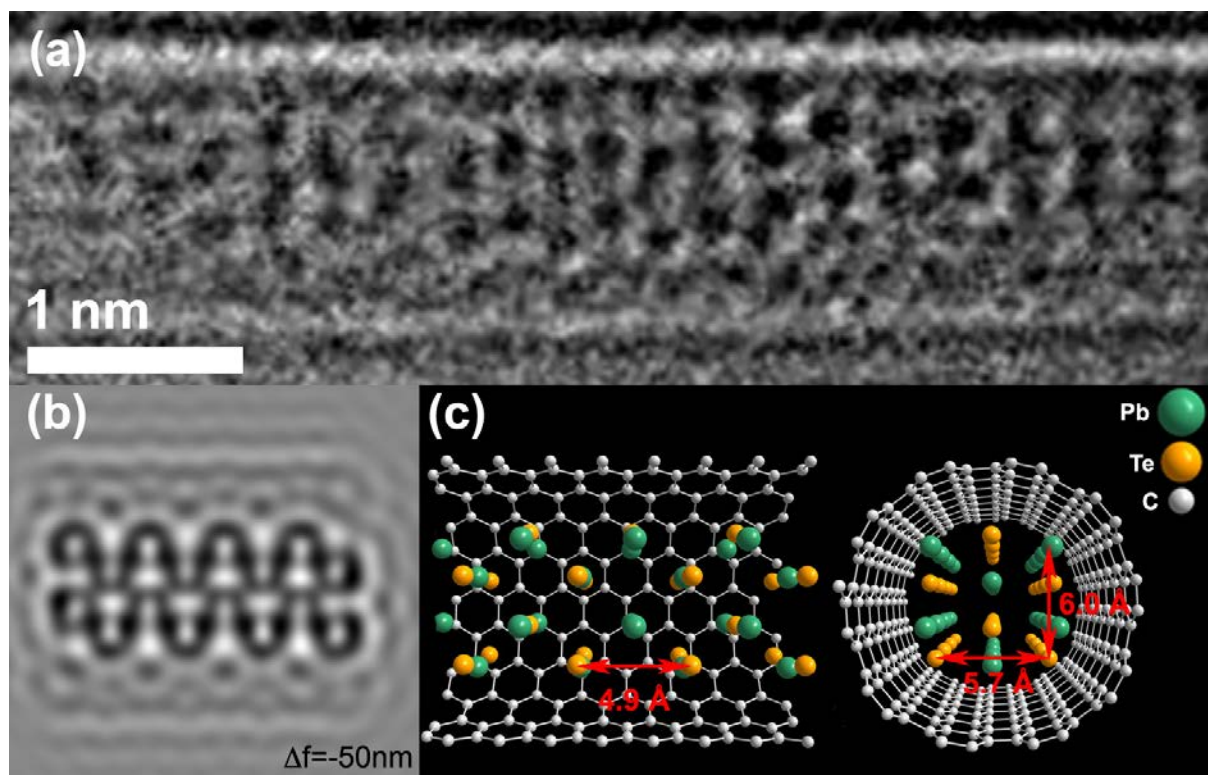 (a)
1 nm
(b)
Δf=-50nm
(c)
Pb
Te
C
4.9 Å
6.0 Å
5.7 Å